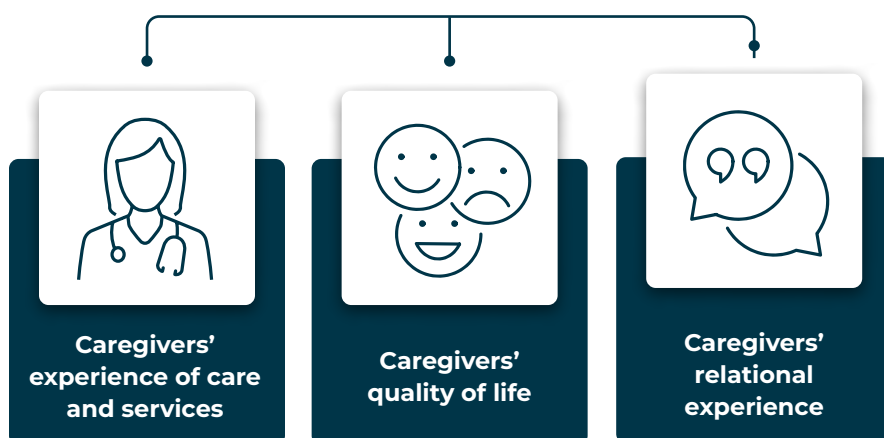 Caregivers’
experience of care
and services
Caregivers’
quality of life
Caregivers’
relational
experience